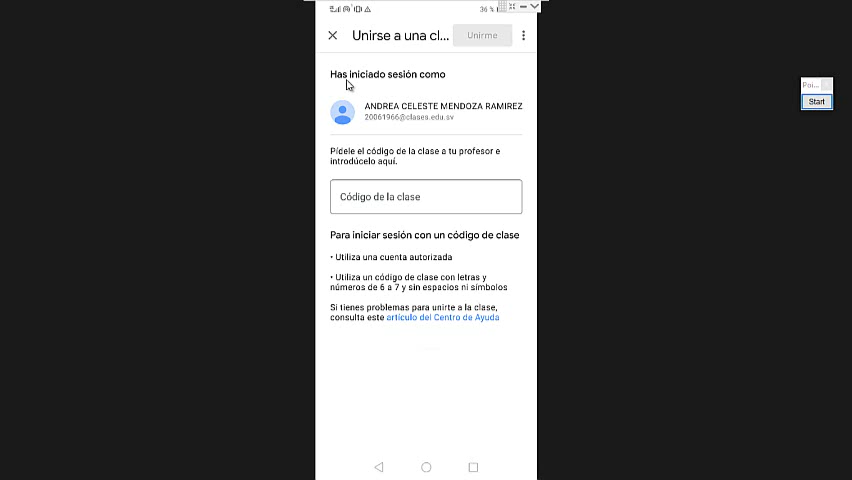 36 %
Unirse a una cl... Unirme
Has iniciado sesión como
ANDREA CELESTE MENDOZA RAMIREZ
20061966@clases.edu.sv
Pídele el código de la clase a tu profesor e
introdúcelo aquí.
Código de la clase
Para iniciar sesión con un código de clase
• Utiliza una cuenta autorizada
• Utiliza un código de clase con letras y
números de 6 a 7 y sin espacios ni símbolos
Si tienes problemas para unirte a la clase,
consulta este artículo del Centro de Ayuda
Poi...
Start